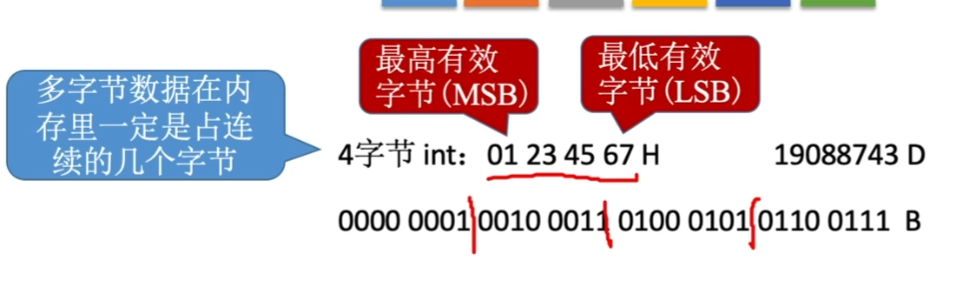 最高有效
字节(MSB)
最低有效
字节(LSB)
多字节数据在内
存里一定是占连
续的几个字节
4字节 int： 01 23 45 67 H 19088743 D
0000 0001 0010 0011 0100 0101 0110 0111 B